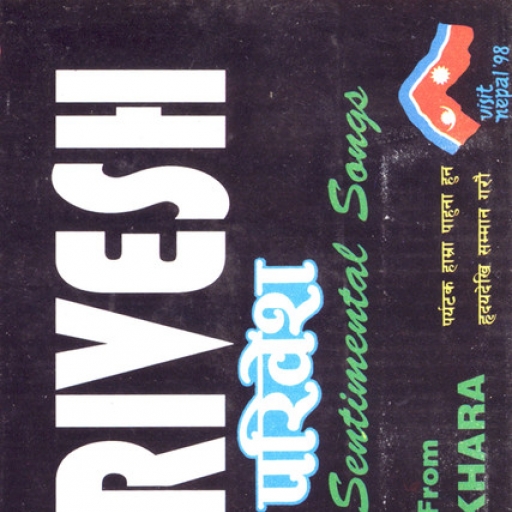 RIVESH
परिवेश
Sentimental Songs
visit
nepal '98
पर्यटक हाम्रा पाहुना हुन
हृदयदेखि सम्मान गरौं
From
KHARA